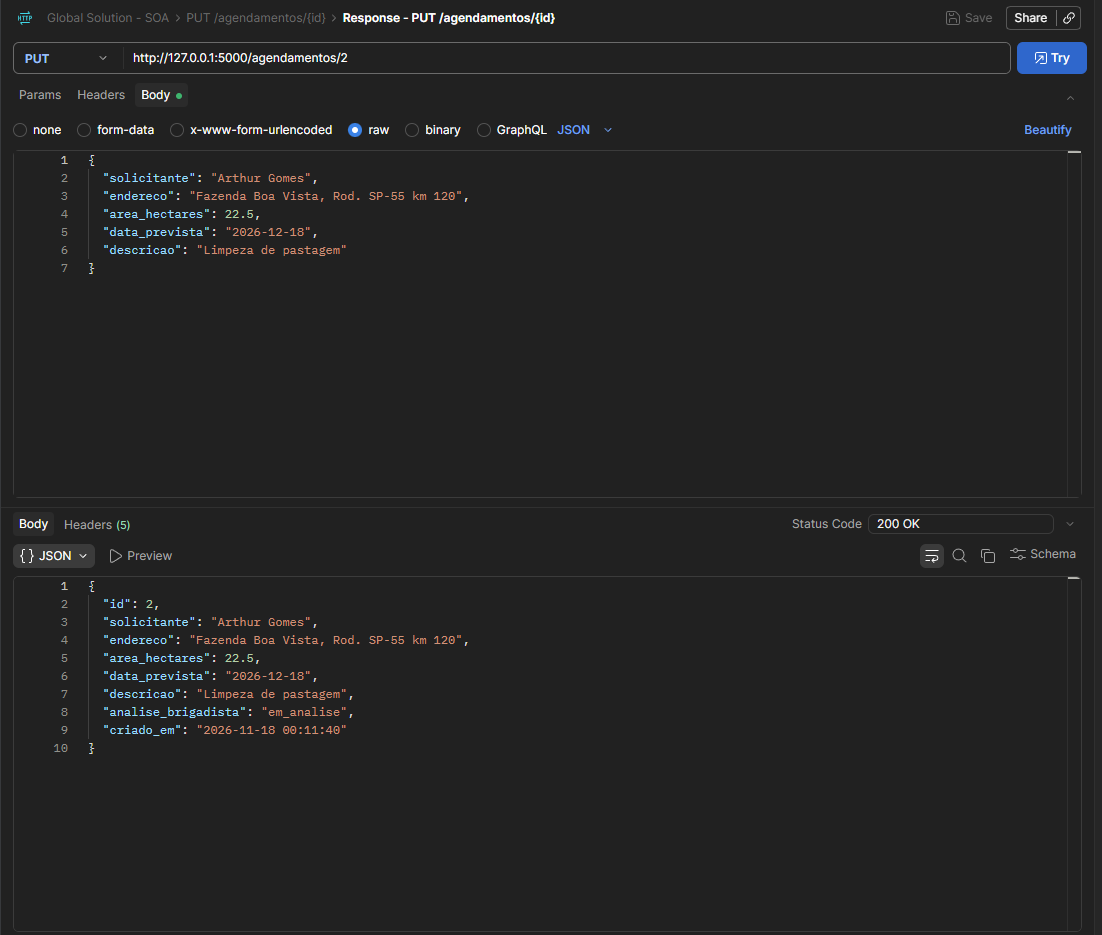 HTTP Global Solution - SOA > PUT /agendamentos/{id} > Response - PUT /agendamentos/{id} Save Share
PUT http://127.0.0.1:5000/agendamentos/2 Try
Params Headers Body
none form-data x-www-form-urlencoded raw binary GraphQL JSON Beautify
1 {
2 "solicitante": "Arthur Gomes",
3 "endereco": "Fazenda Boa Vista, Rod. SP-55 km 120",
4 "area_hectares": 22.5,
5 "data_prevista": "2026-12-18",
6 "descricao": "Limpeza de pastagem"
7 }
Body Headers (5) Status Code 200 OK
{} JSON Preview Schema
1 {
2 "id": 2,
3 "solicitante": "Arthur Gomes",
4 "endereco": "Fazenda Boa Vista, Rod. SP-55 km 120",
5 "area_hectares": 22.5,
6 "data_prevista": "2026-12-18",
7 "descricao": "Limpeza de pastagem",
8 "analise_brigadista": "em_analise",
9 "criado_em": "2026-11-18 00:11:40"
10 }